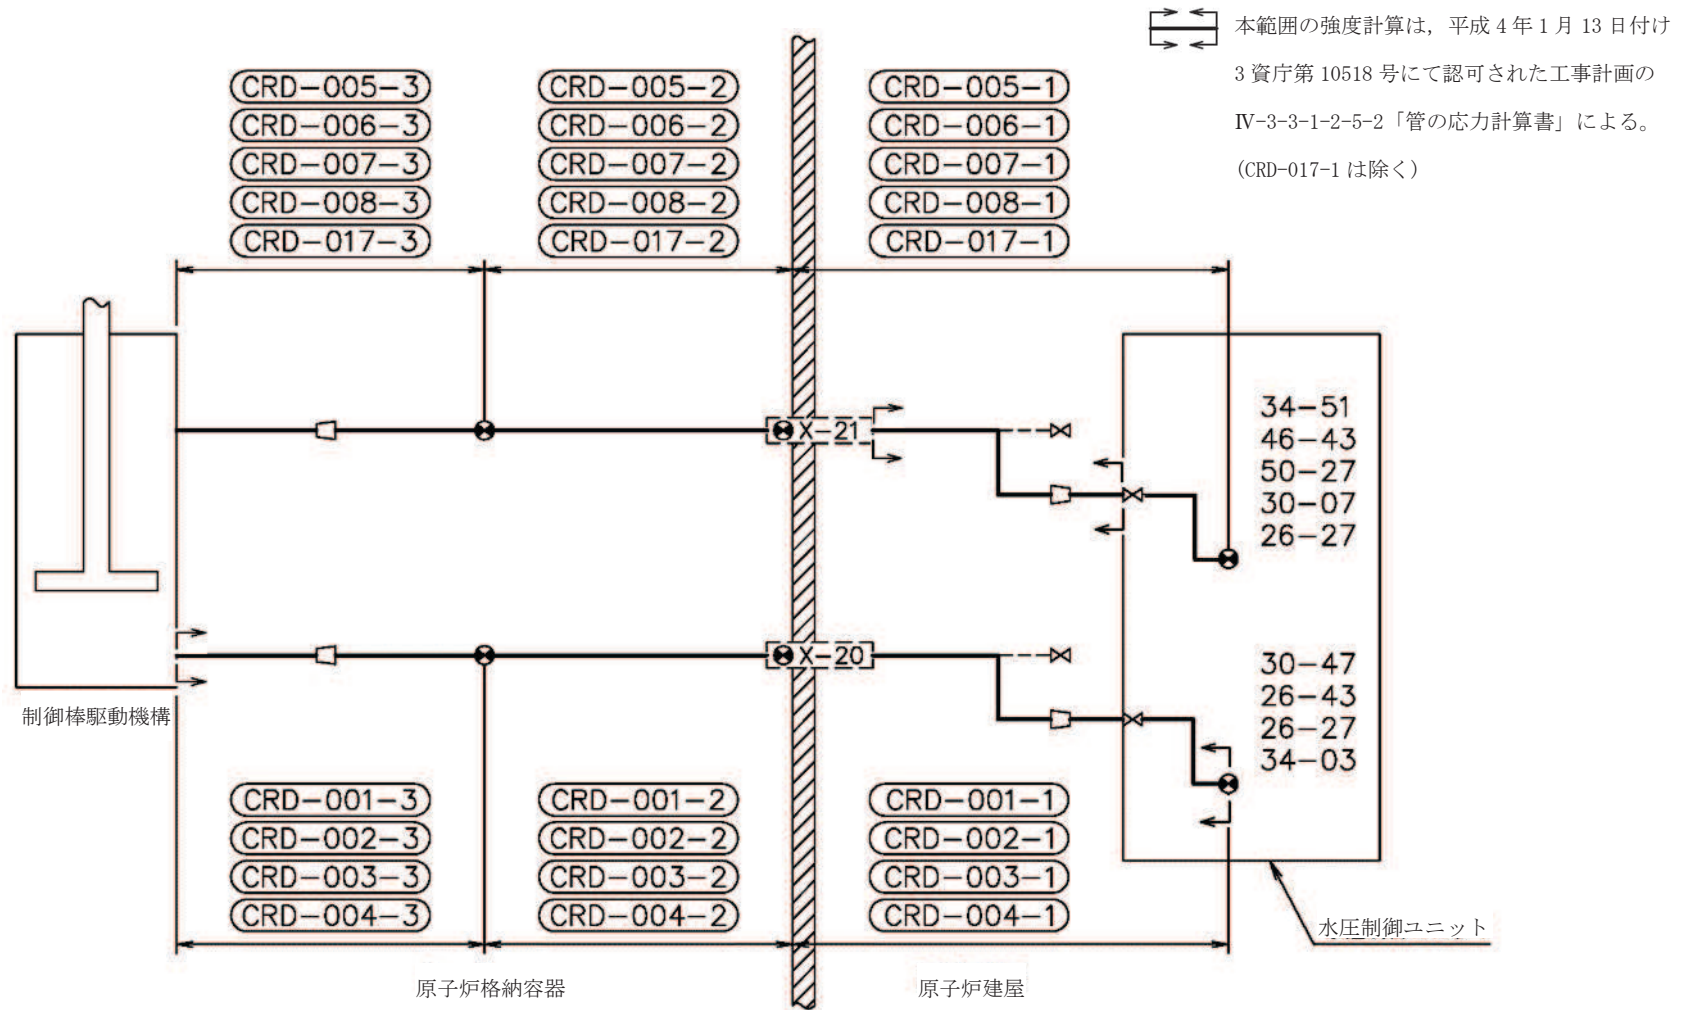 本範囲の強度計算は，平成 4 年 1 月 13 日付け
3 資庁第 10518 号にて認可された工事計画の
Ⅳ-3-3-1-2-5-2「管の応力計算書」による。
(CRD-017-1 は除く)
CRD-005-3
CRD-006-3
CRD-007-3
CRD-008-3
CRD-017-3
CRD-005-2
CRD-006-2
CRD-007-2
CRD-008-2
CRD-017-2
CRD-005-1
CRD-006-1
CRD-007-1
CRD-008-1
CRD-017-1
X-21
34-51
46-43
50-27
30-07
26-27
X-20
30-47
26-43
26-27
34-03
制御棒駆動機構
CRD-001-3
CRD-002-3
CRD-003-3
CRD-004-3
CRD-001-2
CRD-002-2
CRD-003-2
CRD-004-2
CRD-001-1
CRD-002-1
CRD-003-1
CRD-004-1
水圧制御ユニット
原子炉格納容器
原子炉建屋